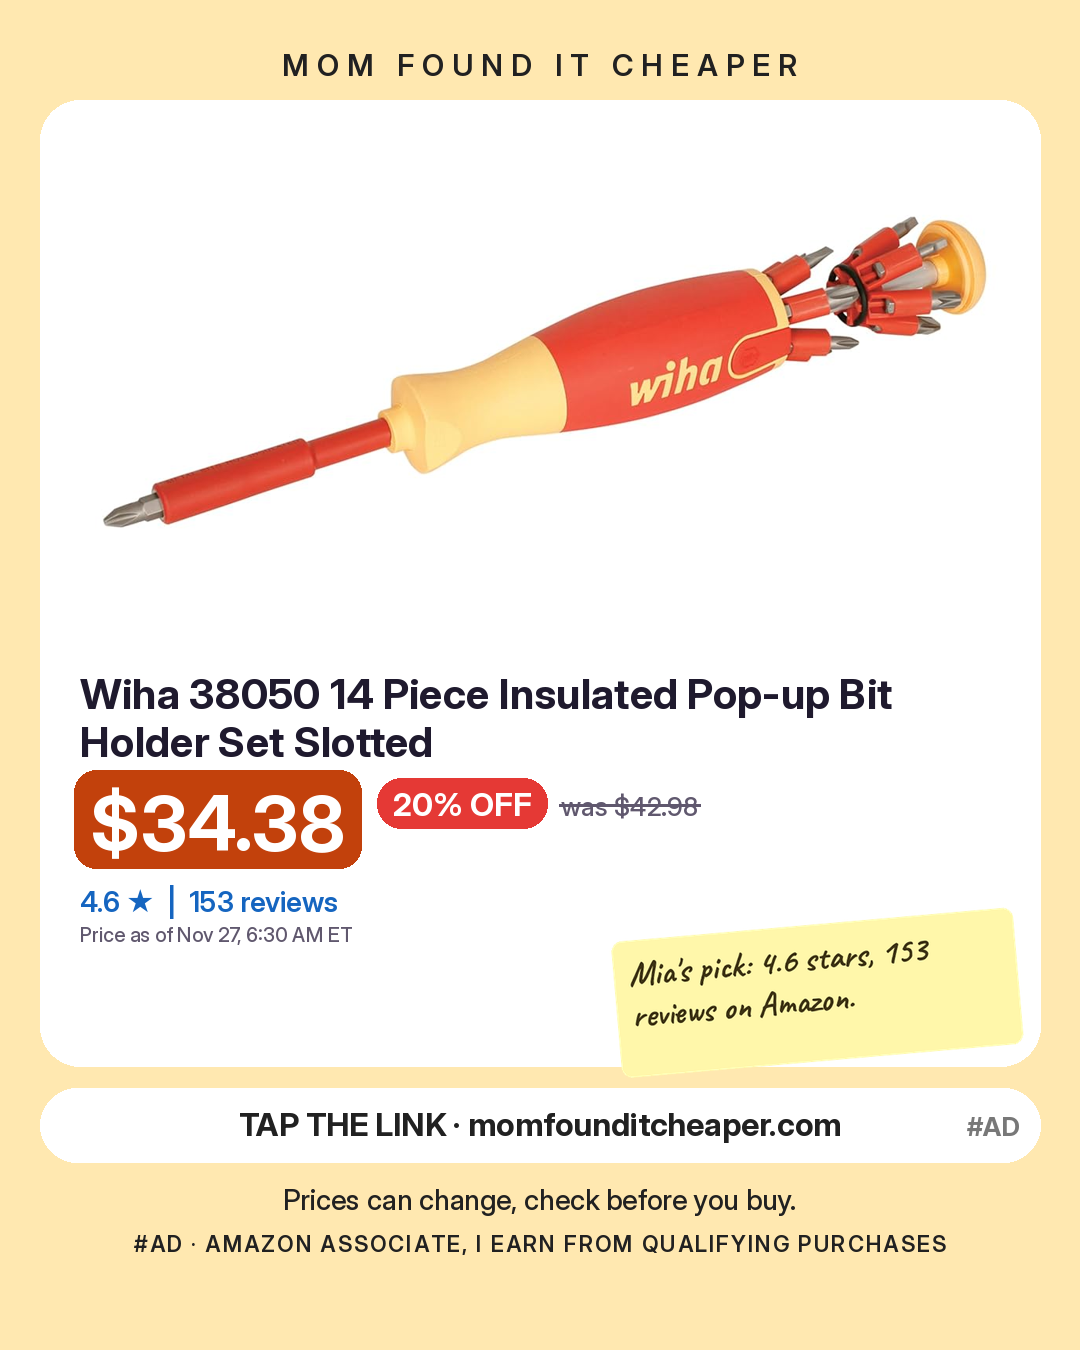 MOM FOUND IT CHEAPER
wiha
Wiha 38050 14 Piece Insulated Pop-up Bit
Holder Set Slotted
$34.38
20% OFF
was $42.98
4.6 ★ | 153 reviews
Price as of Nov 27, 6:30 AM ET
Mia's pick: 4.6 stars, 153
reviews on Amazon.
TAP THE LINK · momfounditcheaper.com
#AD
Prices can change, check before you buy.
#AD · AMAZON ASSOCIATE, I EARN FROM QUALIFYING PURCHASES